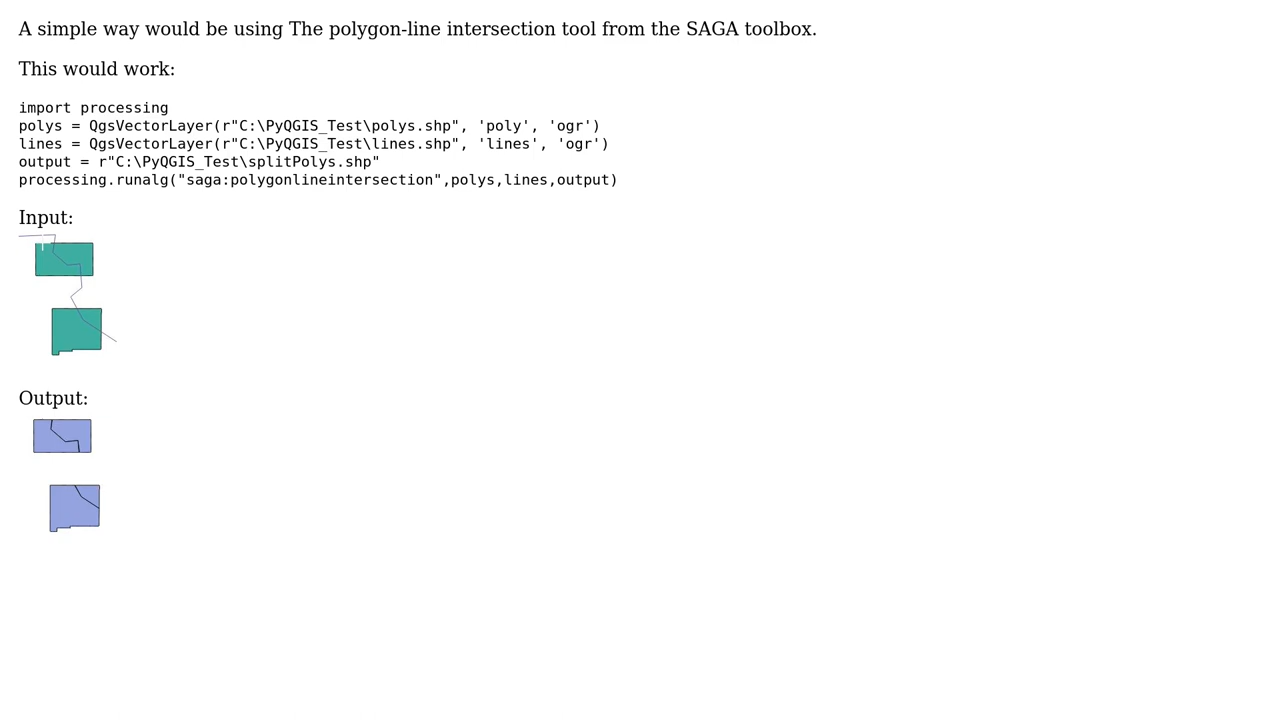 A simple way would be using The polygon-line intersection tool from the SAGA toolbox.
This would work:
import processing
polys = QgsVectorLayer(r"C:\PyQGIS_Test\polys.shp", 'poly', 'ogr')
lines = QgsVectorLayer(r"C:\PyQGIS_Test\lines.shp", 'lines', 'ogr')
output = r"C:\PyQGIS_Test\splitPolys.shp"
processing.runalg("saga:polygonlineintersection",polys,lines,output)
Input:
Output: